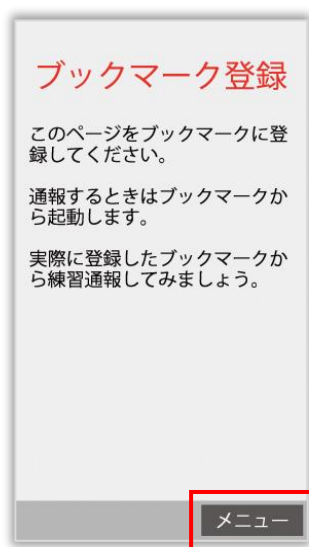 ブックマーク登録
このページをブックマークに登
録してください。
通報するときはブックマークか
ら起動します。
実際に登録したブックマークか
ら練習通報してみましょう。
メニュー